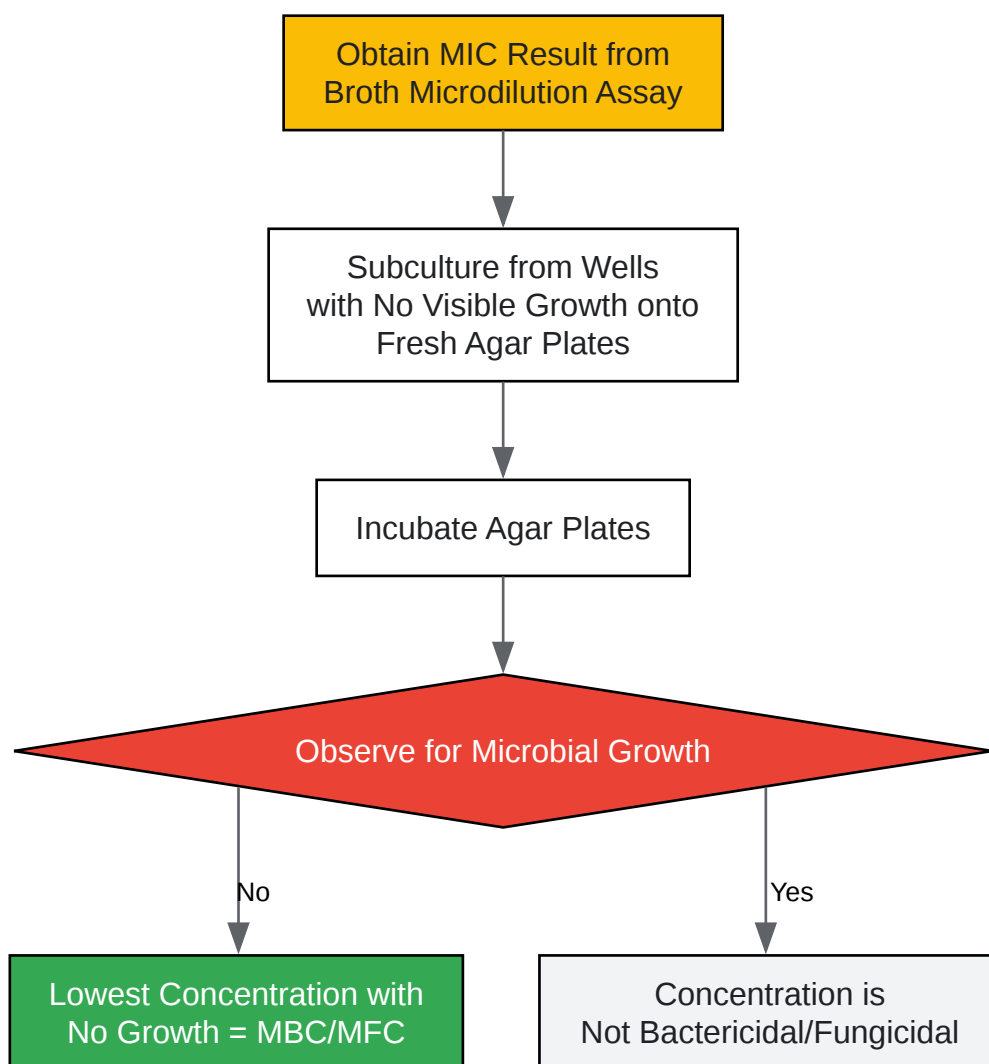 Obtain MIC Result from
Broth Microdilution Assay
Subculture from Wells
with No Visible Growth onto
Fresh Agar Plates
Incubate Agar Plates
Observe for Microbial Growth
No
Yes
Lowest Concentration with
No Growth = MBC/MFC
Concentration is
Not Bactericidal/Fungicidal